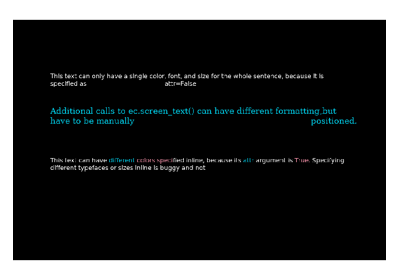 This text can only have a single color, font, and size for the whole sentence, because it is
specified as attr=False
Additional calls to ec.screen_text() can have different formatting,but
have to be manually positioned.
This text can have different colors specified inline, because its attr argument is True. Specifying
different typefaces or sizes inline is buggy and not